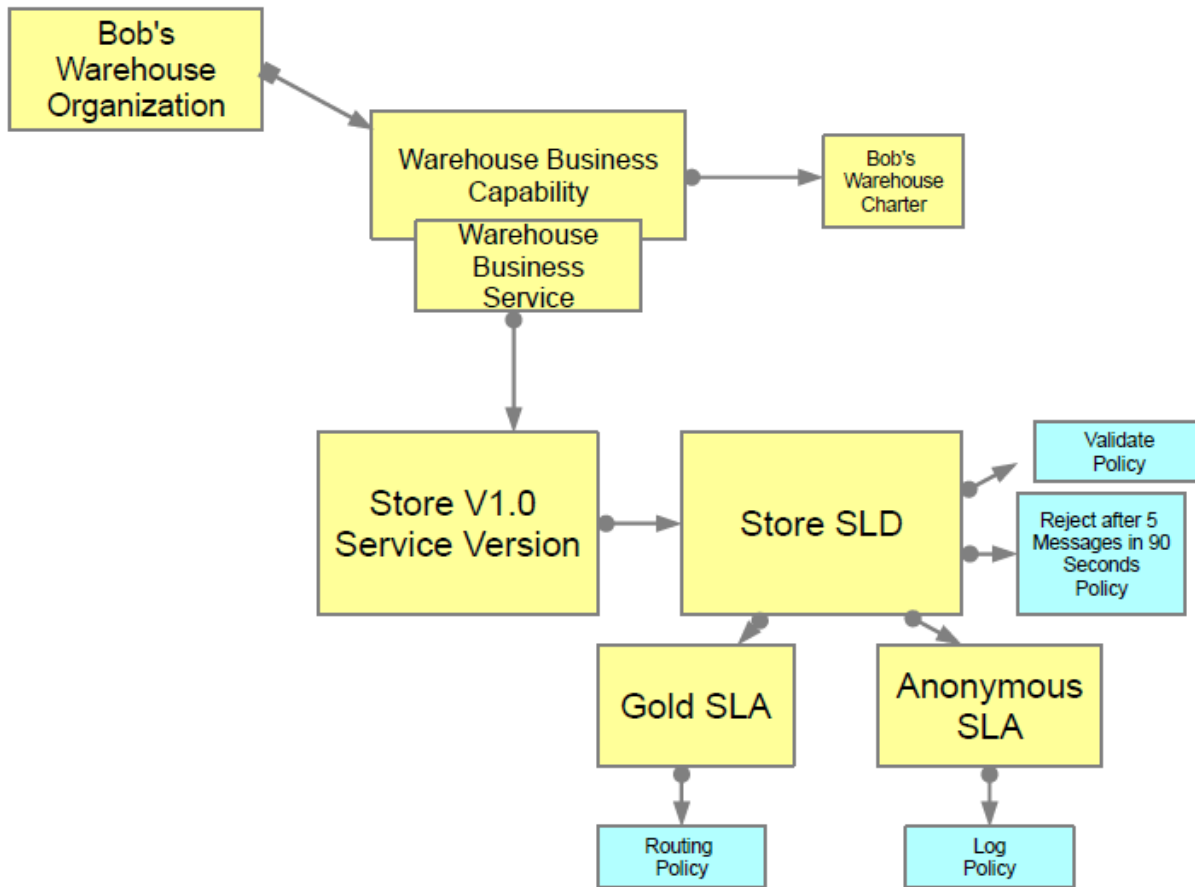 Bob's
Warehouse
Organization
Warehouse Business
Capability
Bob's
Warehouse
Charter
Warehouse
Business
Service
Store V1.0
Service Version
Store SLD
Validate
Policy
Reject after 5
Messages in 90
Seconds
Policy
Gold SLA
Anonymous
SLA
Routing
Policy
Log
Policy